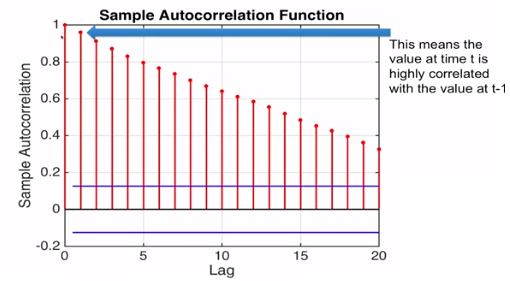 Sample Autocorrelation Function
This means the
value at time t is
highly correlated
with the value at t-1
Sample Autocorrelation
1
0.8
0.6
0.4
0.2
0
-0.2
0 5 10 15 20
Lag